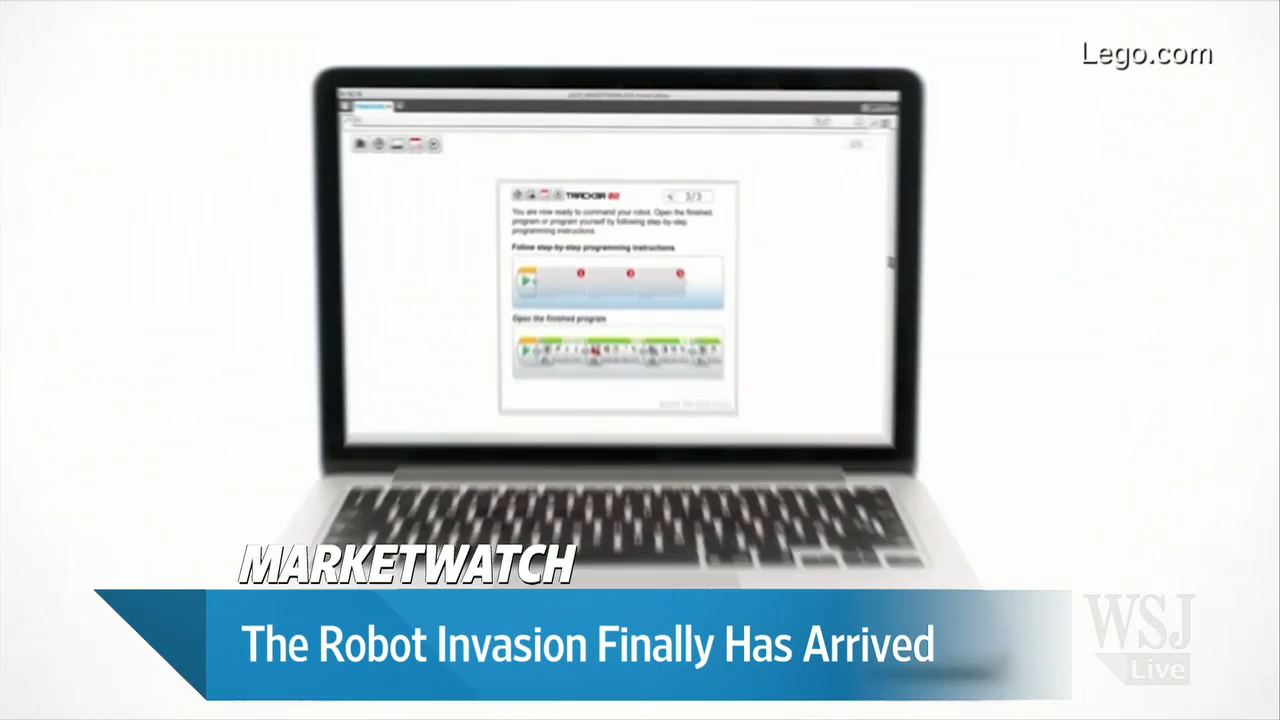 Lego.com
TRACK3R
3/3
You are now ready to command your robot. Open the finished
program or program yourself by following step-by-step
programming instructions.
Follow step-by-step programming instructions
Open the finished program
MARKETWATCH
The Robot Invasion Finally Has Arrived
WSJ
Live